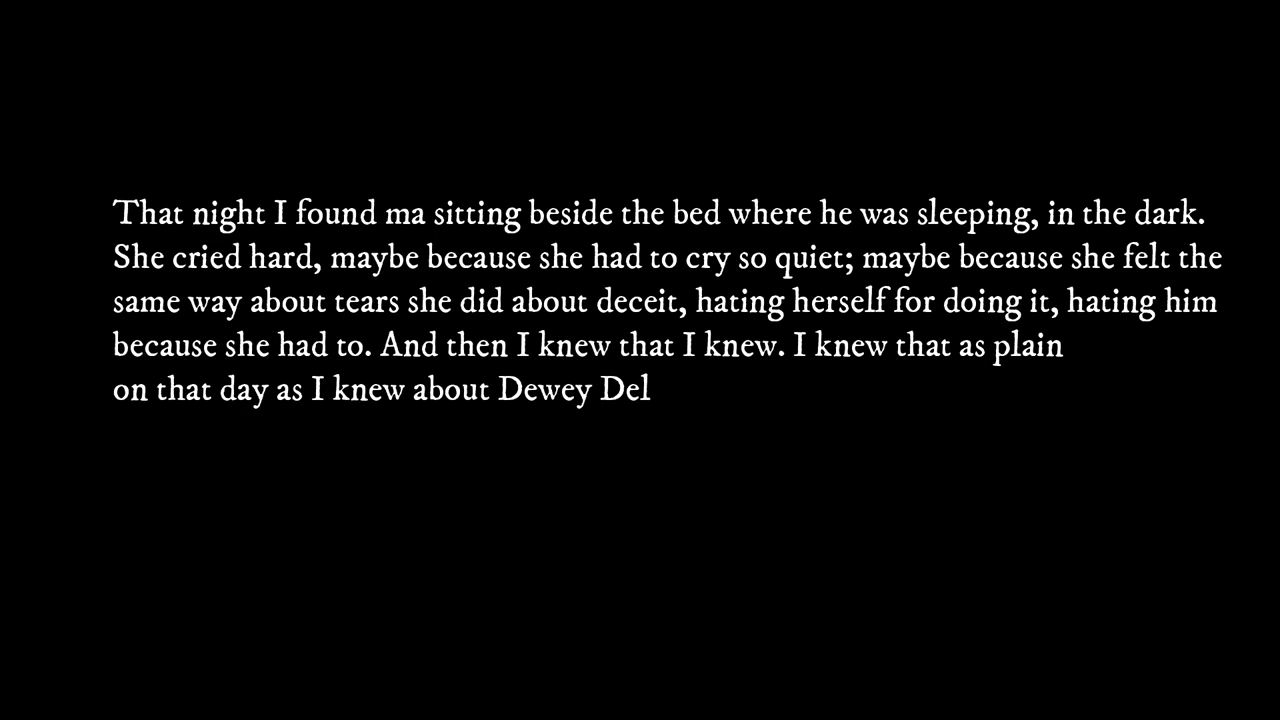 That night I found ma sitting beside the bed where he was sleeping, in the dark.
She cried hard, maybe because she had to cry so quiet; maybe because she felt the
same way about tears she did about deceit, hating herself for doing it, hating him
because she had to. And then I knew that I knew. I knew that as plain
on that day as I knew about Dewey Del